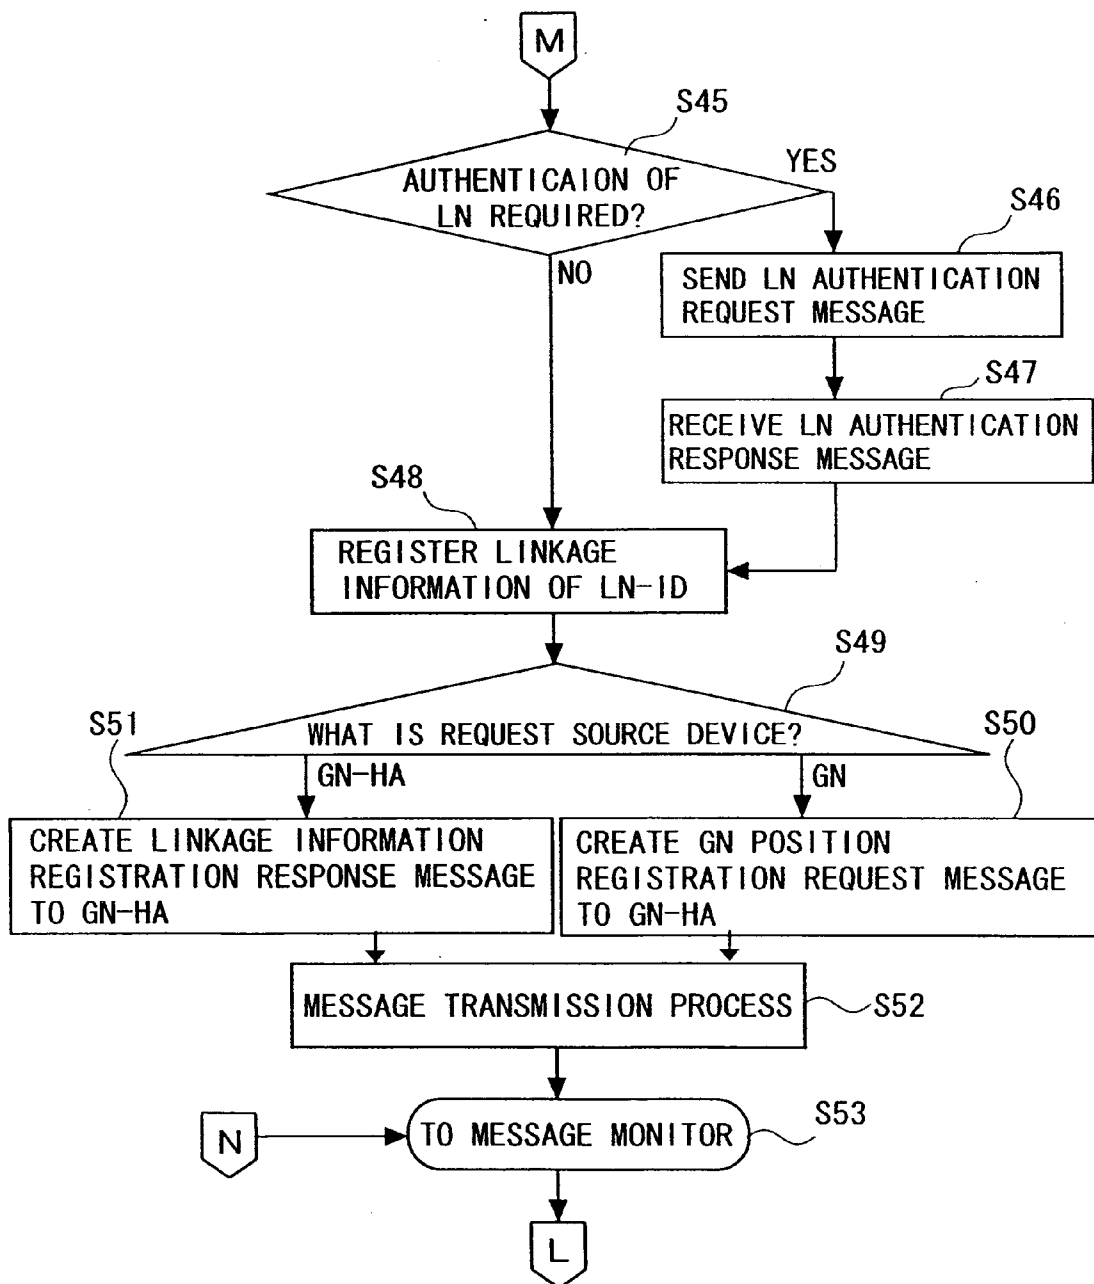 M
S45
AUTHENTICAION OF
LN REQUIRED?
YES
NO
S46
SEND LN AUTHENTICATION
REQUEST MESSAGE
S47
RECEIVE LN AUTHENTICATION
RESPONSE MESSAGE
S48
REGISTER LINKAGE
INFORMATION OF LN-ID
S49
WHAT IS REQUEST SOURCE DEVICE?
S51
GN-HA
GN
S50
CREATE LINKAGE INFORMATION
REGISTRATION RESPONSE MESSAGE
TO GN-HA
CREATE GN POSITION
REGISTRATION REQUEST MESSAGE
TO GN-HA
MESSAGE TRANSMISSION PROCESS
S52
N
TO MESSAGE MONITOR
S53
L